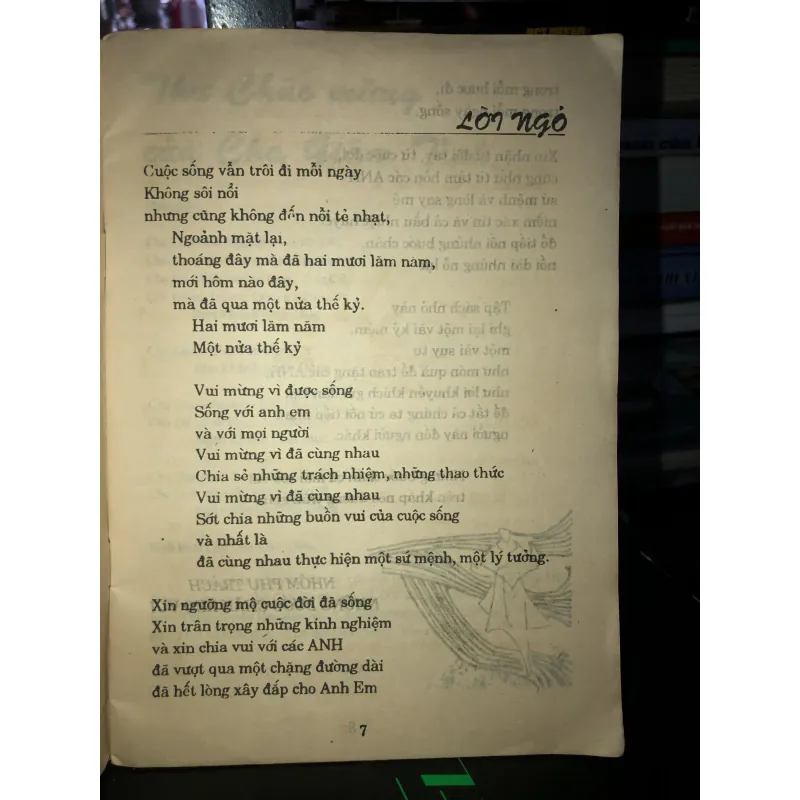 LỜI NGỎ
Cuộc sống vẫn trôi đi mỗi ngày
Không sôi nổi
nhưng cũng không đến nỗi tẻ nhạt,
Ngoảnh mặt lại,
thoáng đây mà đã hai mươi lăm năm,
mới hôm nào đây,
mà đã qua một nửa thế kỷ.
Hai mươi lăm năm
Một nửa thế kỷ
Vui mừng vì được sống
Sống với anh em
và với mọi người
Vui mừng vì đã cùng nhau
Chia sẻ những trách nhiệm, những thao thức
Vui mừng vì đã cùng nhau
Sớt chia những buồn vui của cuộc sống
và nhất là
đã cùng nhau thực hiện một sứ mệnh, một lý tưởng.
Xin ngưỡng mộ cuộc đời đã sống
Xin trân trọng những kinh nghiệm
và xin chia vui với các ANH
đã vượt qua một chặng đường dài
đã hết lòng xây đắp cho Anh Em
7